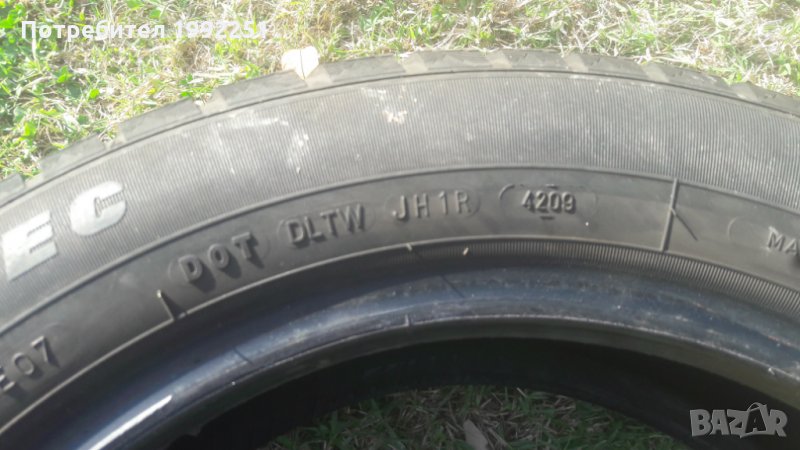 Потребител 1992251
EC
DOT DLTW JH1R 4209
MA
E07
BAZAR